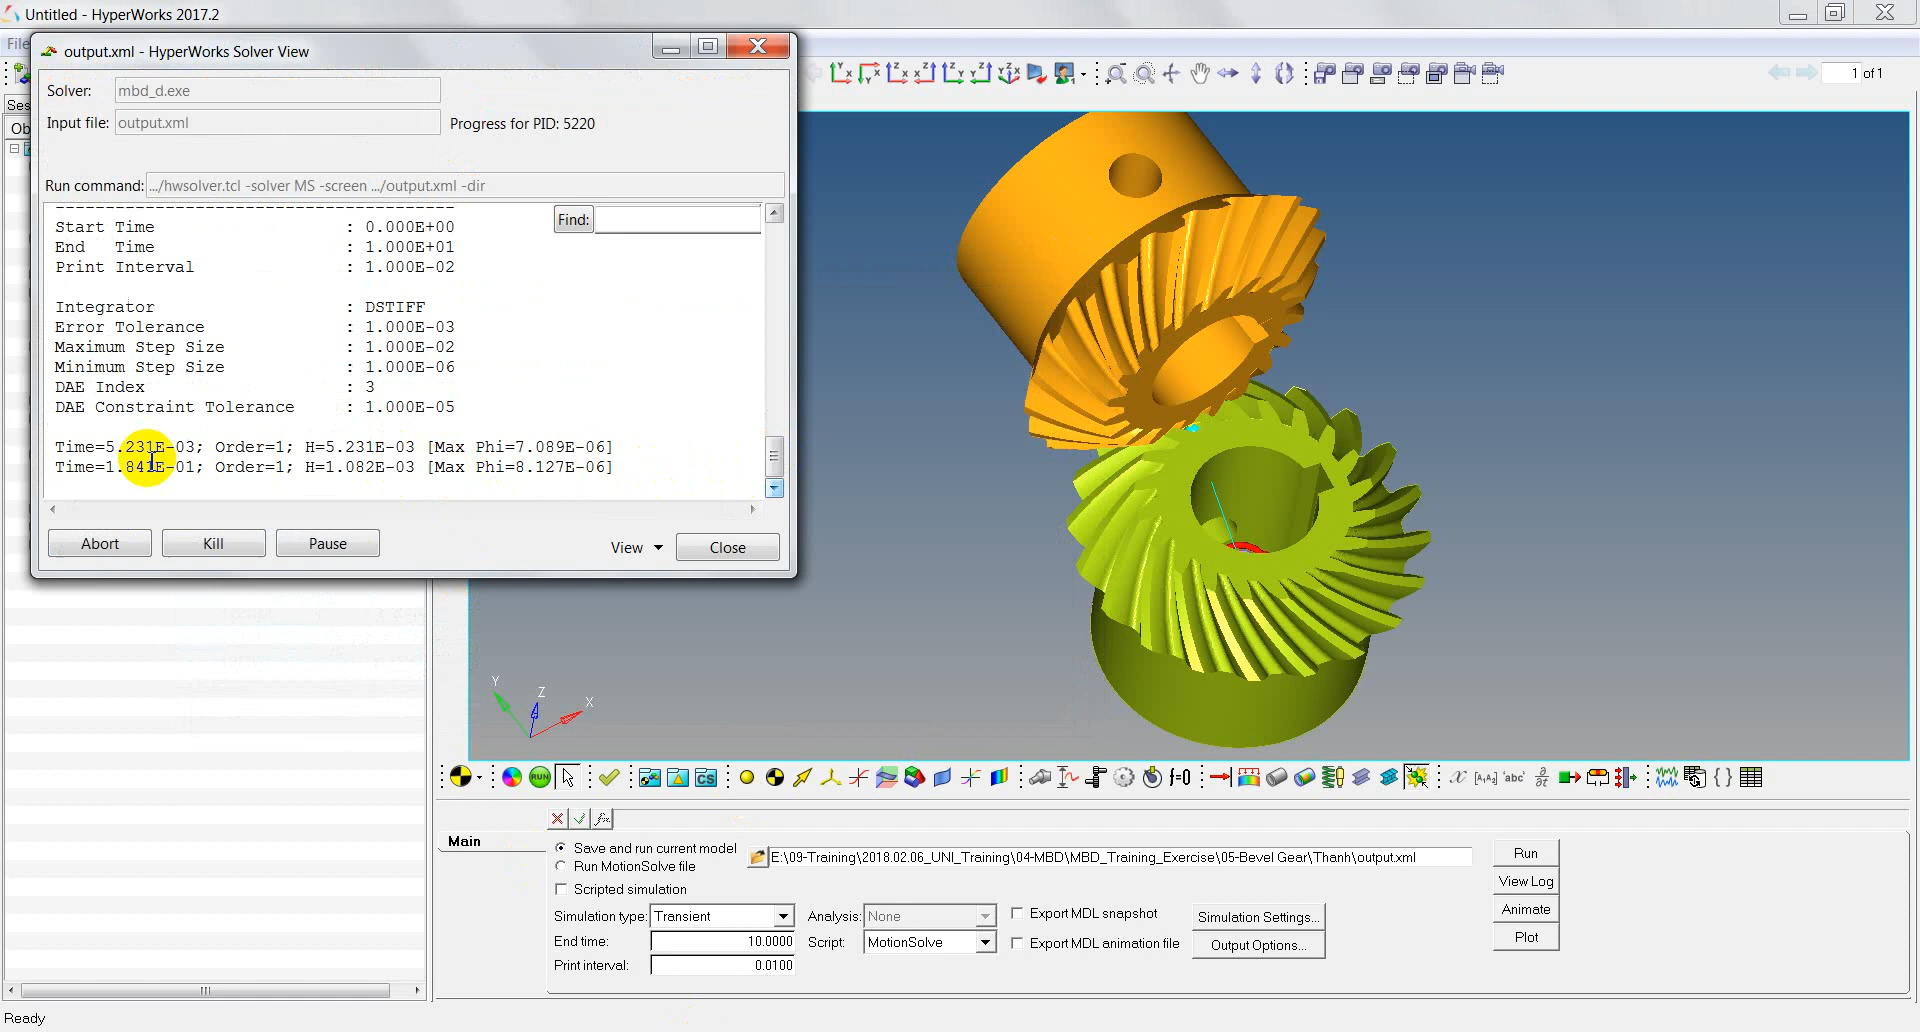 Untitled - HyperWorks 2017.2
File
output.xml - HyperWorks Solver View
Solver: mbd_d.exe
Input file: output.xml Progress for PID: 5220
Run command: .../hwsolver.tcl -solver MS -screen .../output.xml -dir
Find:
Start Time : 0.000E+00
End Time : 1.000E+01
Print Interval : 1.000E-02
Integrator : DSTIFF
Error Tolerance : 1.000E-03
Maximum Step Size : 1.000E-02
Minimum Step Size : 1.000E-06
DAE Index : 3
DAE Constraint Tolerance : 1.000E-05
Time=5.231E-03; Order=1; H=5.231E-03 [Max Phi=7.089E-06]
Time=1.841E-01; Order=1; H=1.082E-03 [Max Phi=8.127E-06]
Abort Kill Pause View Close
Ses
Ob
1 of 1
Y Z X
RUN CS f=0 'abc'
Main
Save and run current model
Run MotionSolve file
E:\09-Training\2018.02.06_UNI_Training\04-MBD\MBD_Training_Exercise\05-Bevel Gear\Thanh\output.xml
Scripted simulation
Simulation type: Transient Analysis: None Export MDL snapshot Simulation Settings...
End time: 10.0000 Script: MotionSolve Export MDL animation file Output Options...
Print interval: 0.0100
Run
View Log
Animate
Plot
Ready